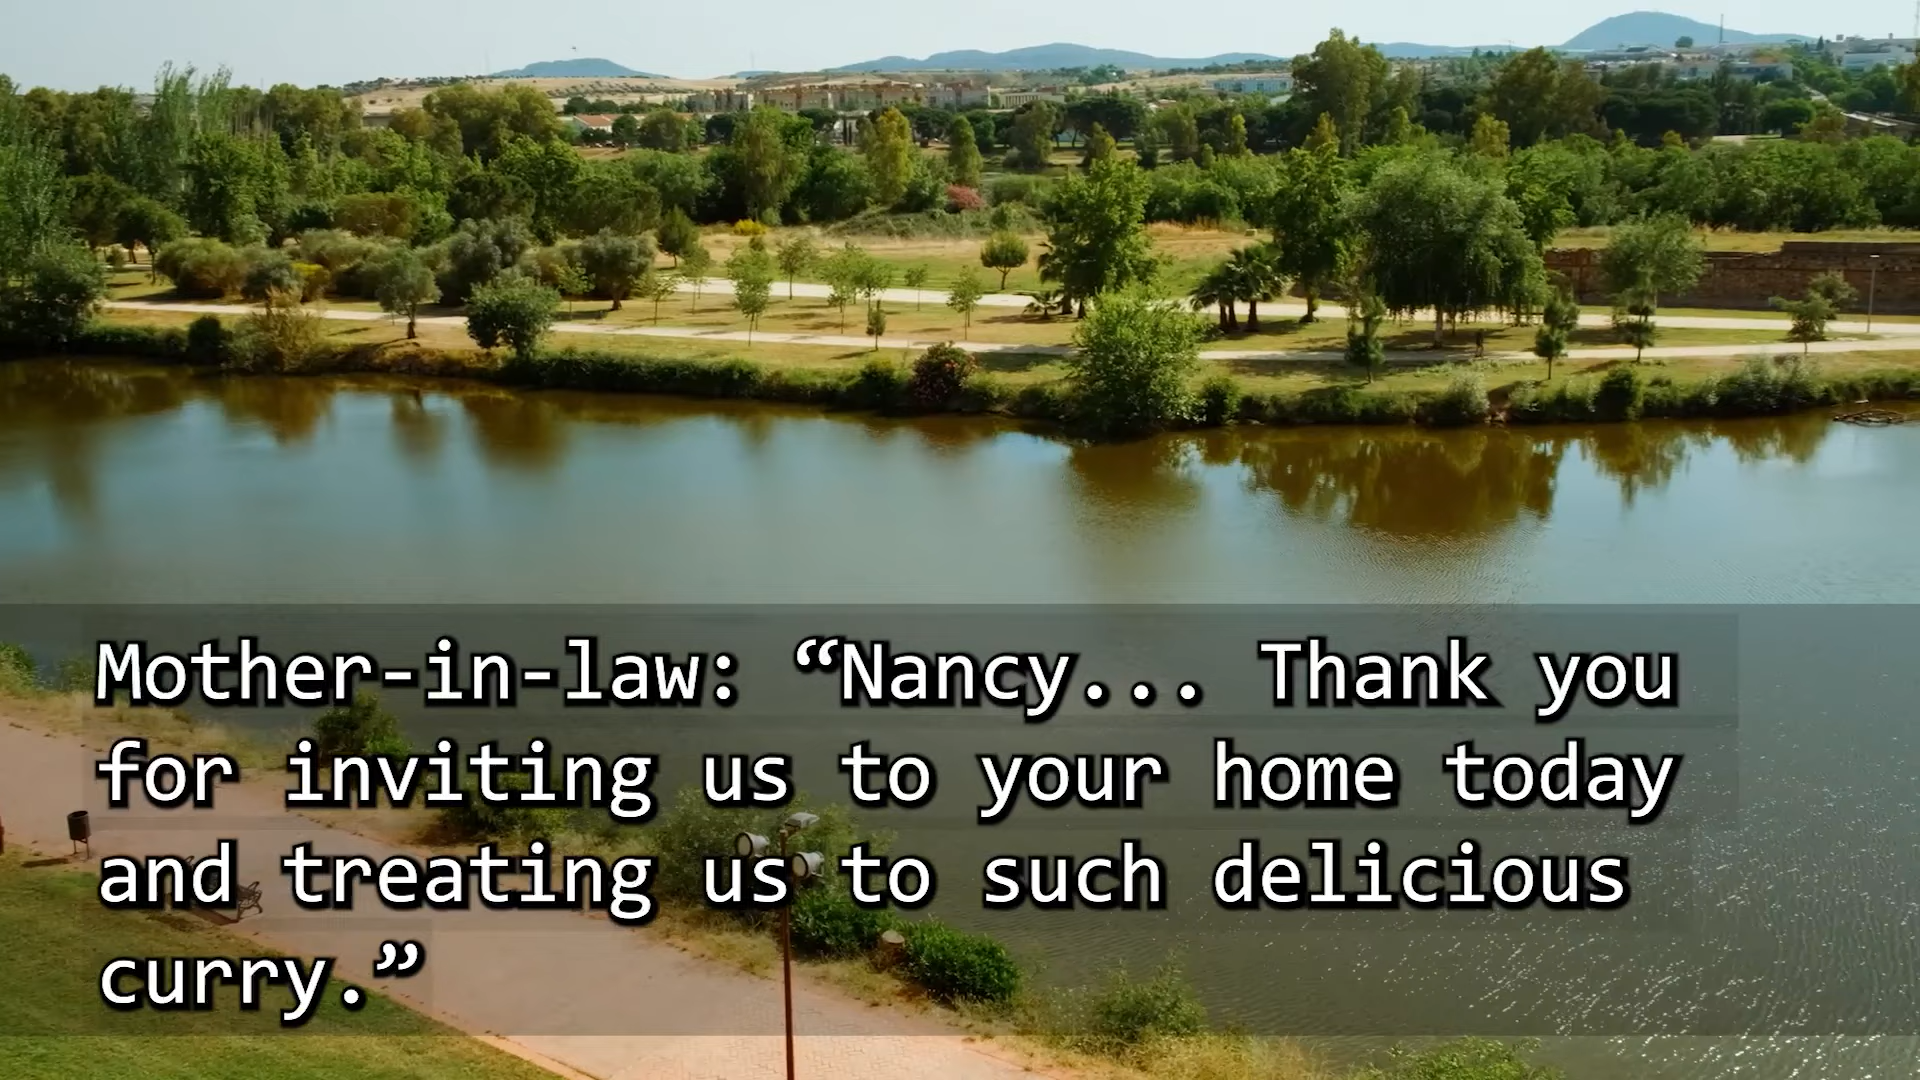 Mother-in-law: “Nancy... Thank you
for inviting us to your home today
and treating us to such delicious
curry.”